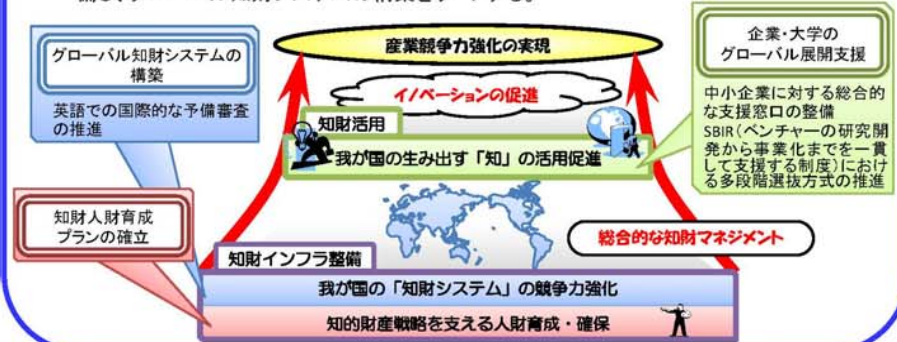 グローバル知財システムの
構築
英語での国際的な予備審査
の推進
産業競争力強化の実現
企業・大学の
グローバル展開支援
中小企業に対する総合的
な支援窓口の整備
SBIR(ベンチャーの研究開
発から事業化までを一貫
して支援する制度)におけ
る多段階選抜方式の推進
イノベーションの促進
知財活用
我が国の生み出す「知」の活用促進
知財人財育成
プランの確立
総合的な知財マネジメント
知財インフラ整備
我が国の「知財システム」の競争力強化
知的財産戦略を支える人財育成・確保